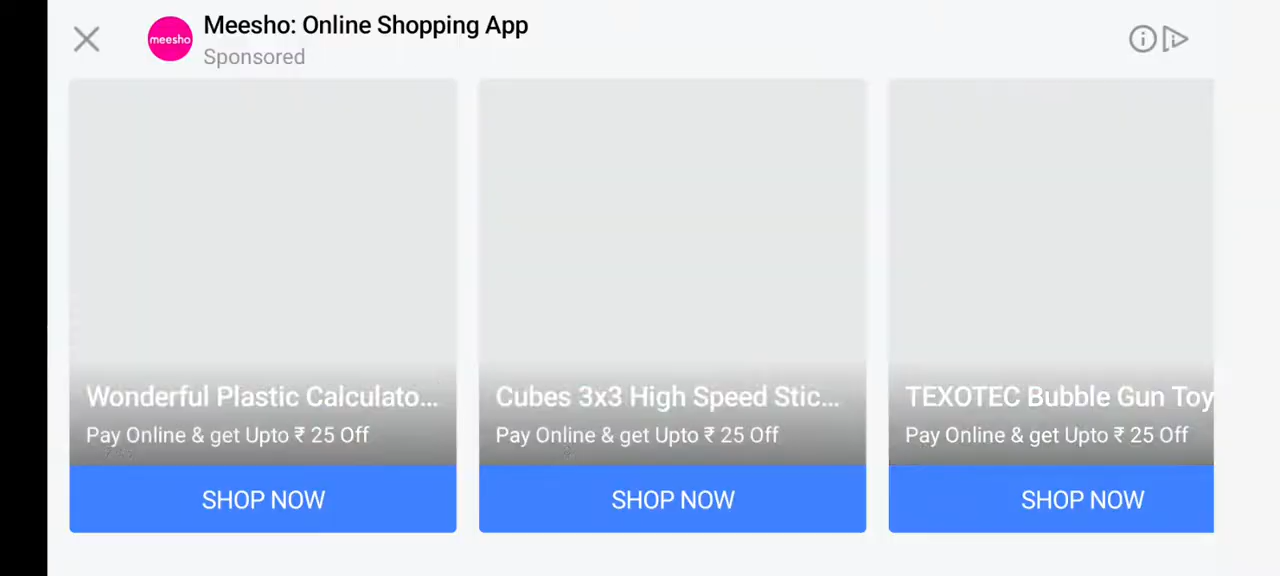 Meesho: Online Shopping App
meesho
Sponsored
Wonderful Plastic Calculato...
Pay Online & get Upto ₹ 25 Off
SHOP NOW
Cubes 3x3 High Speed Stic...
Pay Online & get Upto ₹ 25 Off
SHOP NOW
TEXOTEC Bubble Gun Toy
Pay Online & get Upto ₹ 25 Off
SHOP NOW